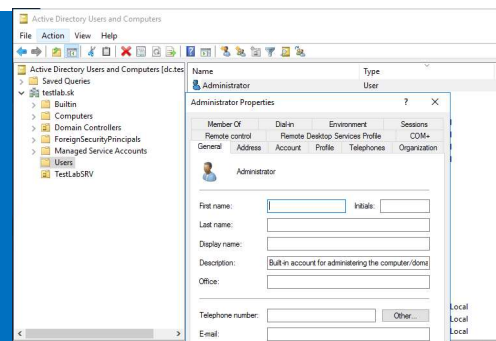 Active Directory Users and Computers
File Action View Help
Active Directory Users and Computers [dc.tes
Saved Queries
testlab.sk
Builtin
Computers
Domain Controllers
ForeignSecurityPrincipals
Managed Service Accounts
Users
TestLabSRV
Name Type
Administrator User
Administrator Properties ? X
Member Of Dial-in Environment Sessions
Remote control Remote Desktop Services Profile COM+
General Address Account Profile Telephones Organization
Administrator
First name: Initials:
Last name:
Display name:
Description: Built-in account for administering the computer/doma
Office:
Telephone number: Other...
E-mail:
Local
Local
Local